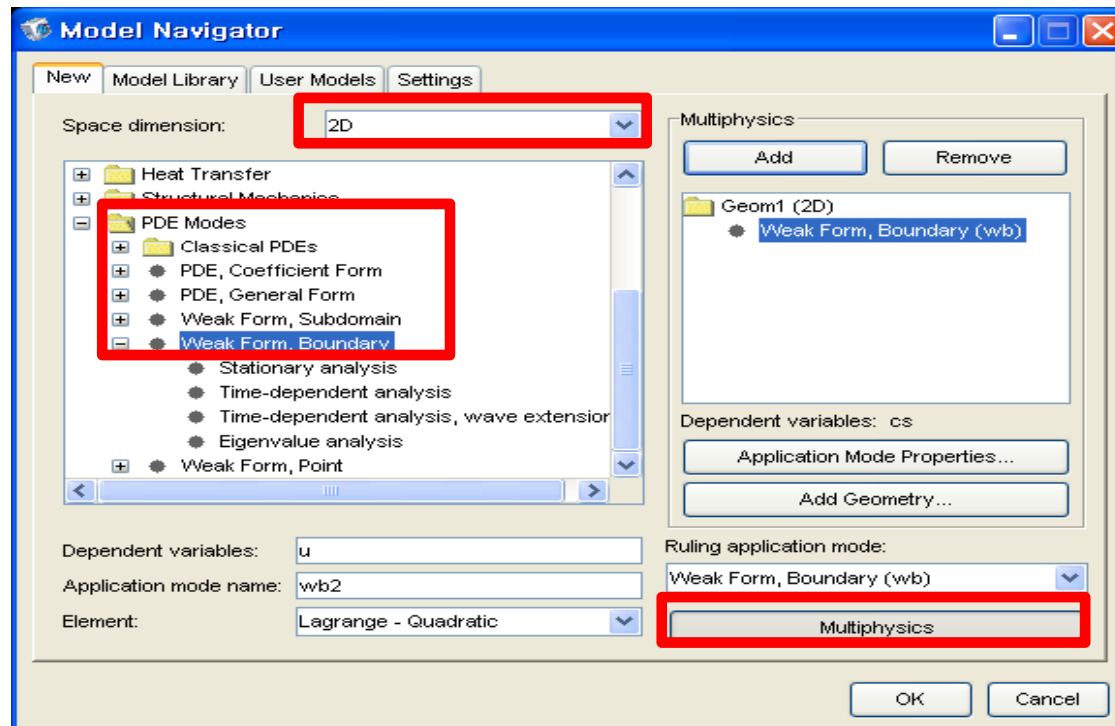 Model Navigator
New Model Library User Models Settings
Space dimension: 2D
Heat Transfer
Structural Mechanics
PDE Modes
Classical PDEs
PDE, Coefficient Form
PDE, General Form
Weak Form, Subdomain
Weak Form, Boundary
Stationary analysis
Time-dependent analysis
Time-dependent analysis, wave extension
Eigenvalue analysis
Weak Form, Point
Dependent variables: u
Application mode name: wb2
Element: Lagrange - Quadratic
Multiphysics
Add Remove
Geom1 (2D)
Weak Form, Boundary (wb)
Dependent variables: cs
Application Mode Properties...
Add Geometry...
Ruling application mode:
Weak Form, Boundary (wb)
Multiphysics
OK Cancel